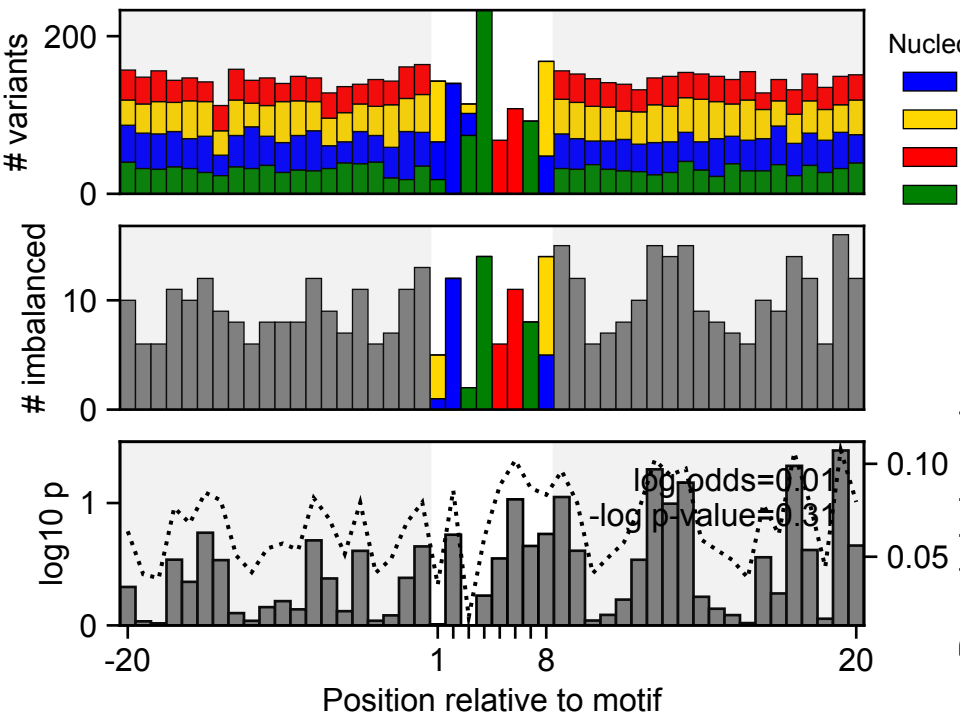 # variants
200
0
Nucleo
# imbalanced
10
0
log10 p
1
0
log odds=0.01
-log p-value=0.31
0.10
0.05
-20
1
8
20
Position relative to motif